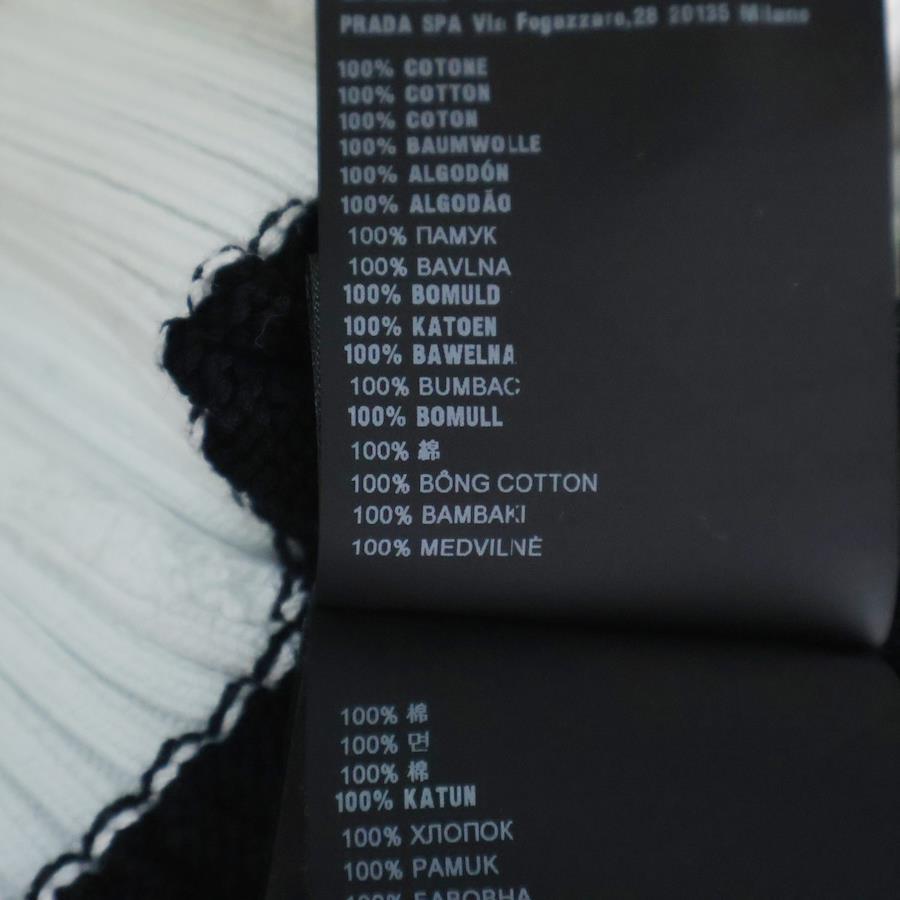 PRADA SPA Via Fogazzaro,28 20135 Milano
100% COTONE
100% COTTON
100% COTON
100% BAUMWOLLE
100% ALGODÓN
100% ALGODÃO
100% ПАМУК
100% BAVLNA
100% BOMULD
100% KATOEN
100% BAWELNA
100% BUMBAC
100% BOMULL
100% 綿
100% BÔNG COTTON
100% BAMBAKI
100% MEDVILNĖ
100% 棉
100% 면
100% 棉
100% KATUN
100% ХЛОПОК
100% PAMUK
100% БАВОВНА